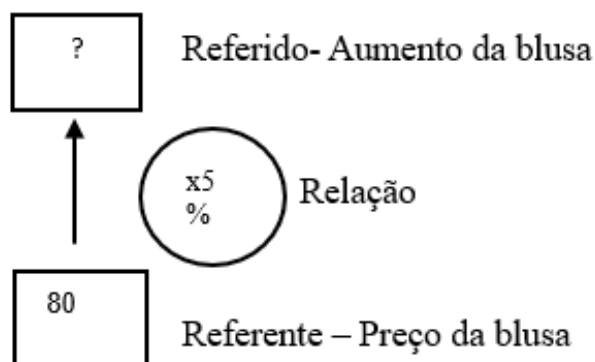 ?
Referido- Aumento da blusa
x5
%
Relação
80
Referente – Preço da blusa